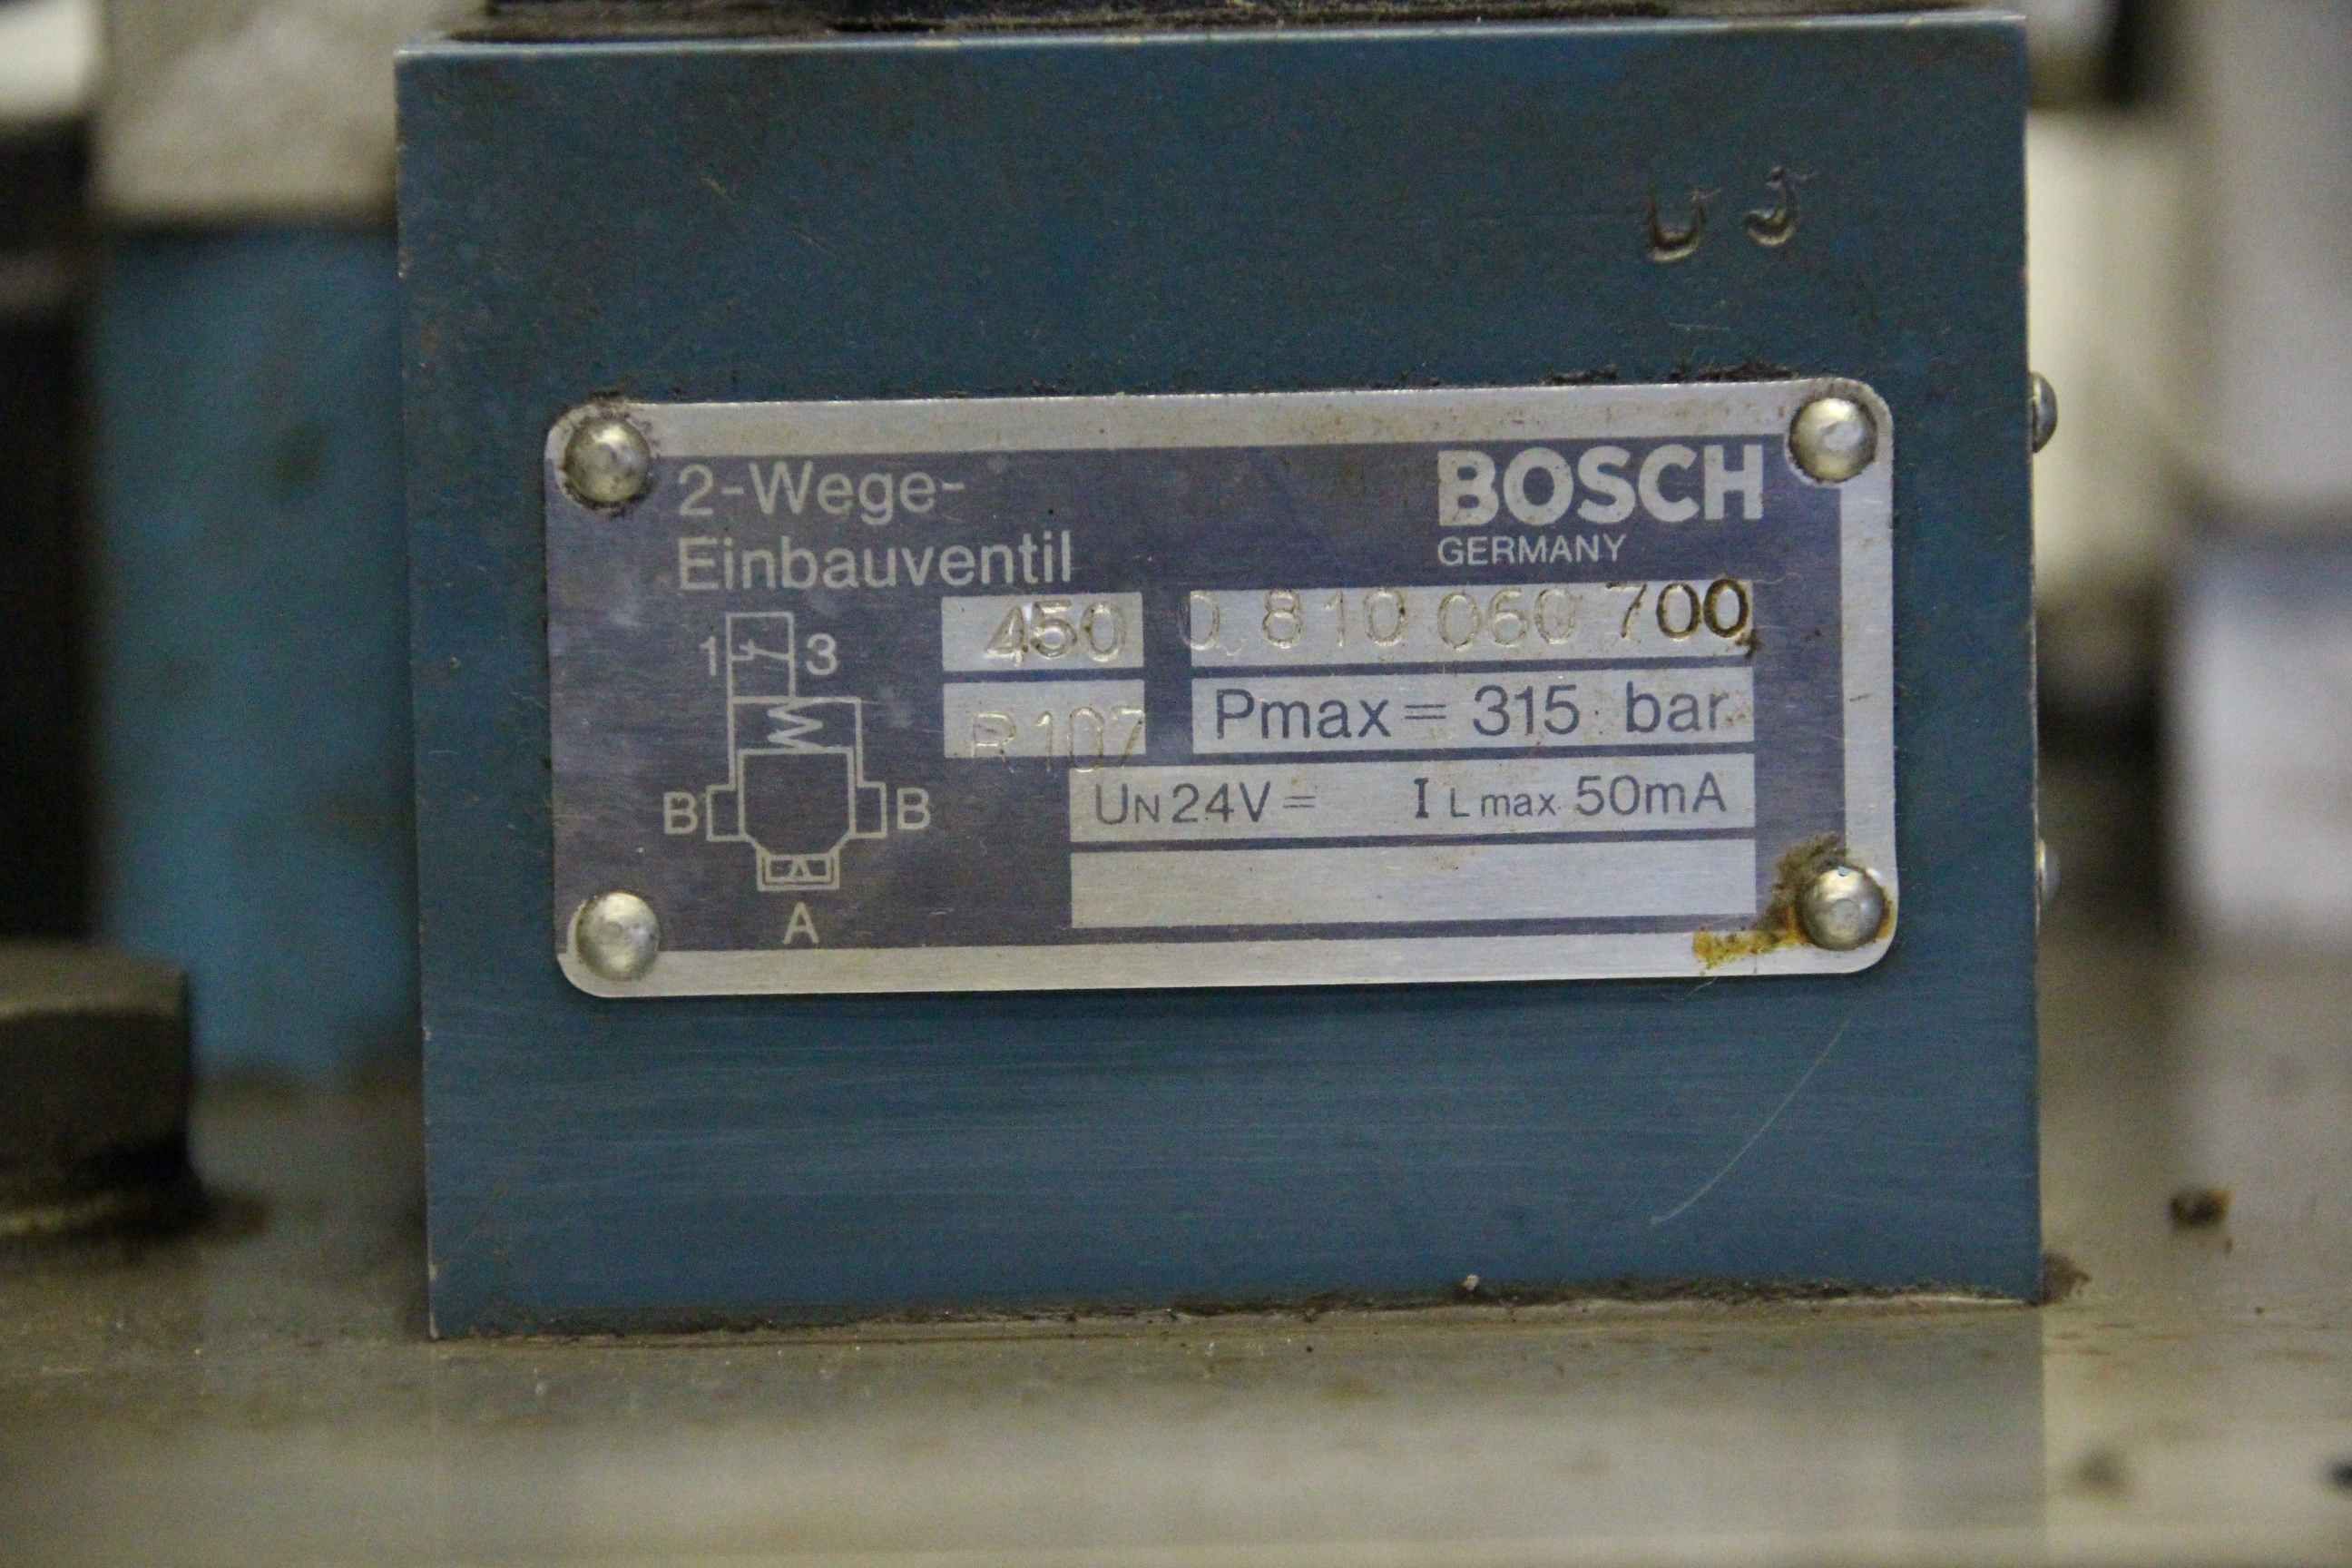 U J
2-Wege-
Einbauventil
BOSCH
GERMANY
450 0 810 060 700
R107 Pmax = 315 bar
UN 24V = I L max 50mA
1 3
B B
A